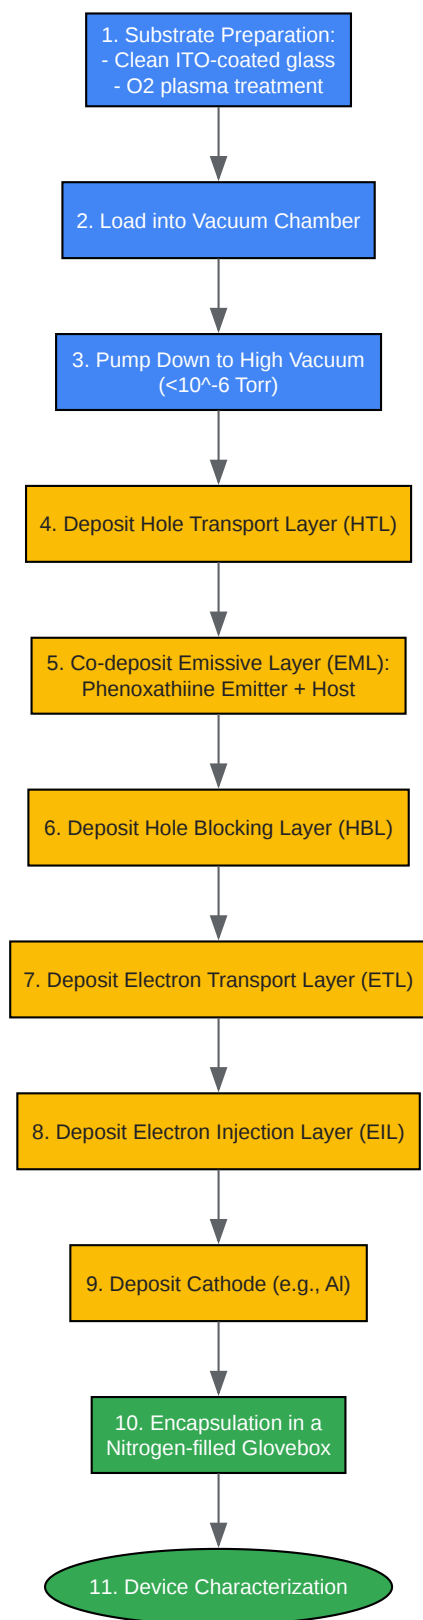 1. Substrate Preparation:
- Clean ITO-coated glass
- O2 plasma treatment
2. Load into Vacuum Chamber
3. Pump Down to High Vacuum
(<10^-6 Torr)
4. Deposit Hole Transport Layer (HTL)
5. Co-deposit Emissive Layer (EML):
Phenoxathiine Emitter + Host
6. Deposit Hole Blocking Layer (HBL)
7. Deposit Electron Transport Layer (ETL)
8. Deposit Electron Injection Layer (EIL)
9. Deposit Cathode (e.g., Al)
10. Encapsulation in a
Nitrogen-filled Glovebox
11. Device Characterization